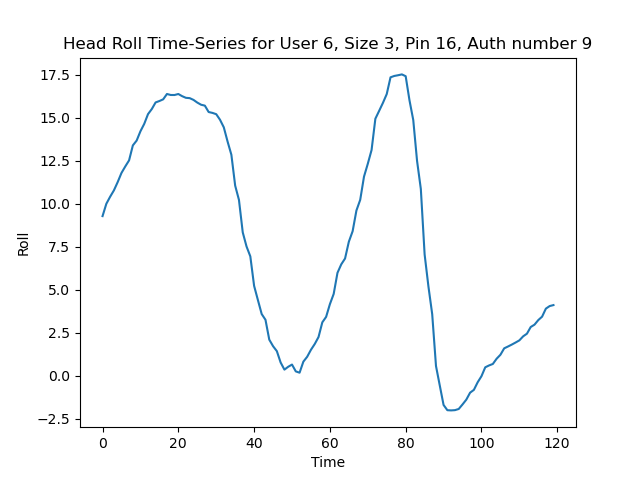 Head Roll Time-Series for User 6, Size 3, Pin 16, Auth number 9
17.5
15.0
12.5
10.0
7.5
5.0
2.5
0.0
−2.5
Roll
0 20 40 60 80 100 120
Time